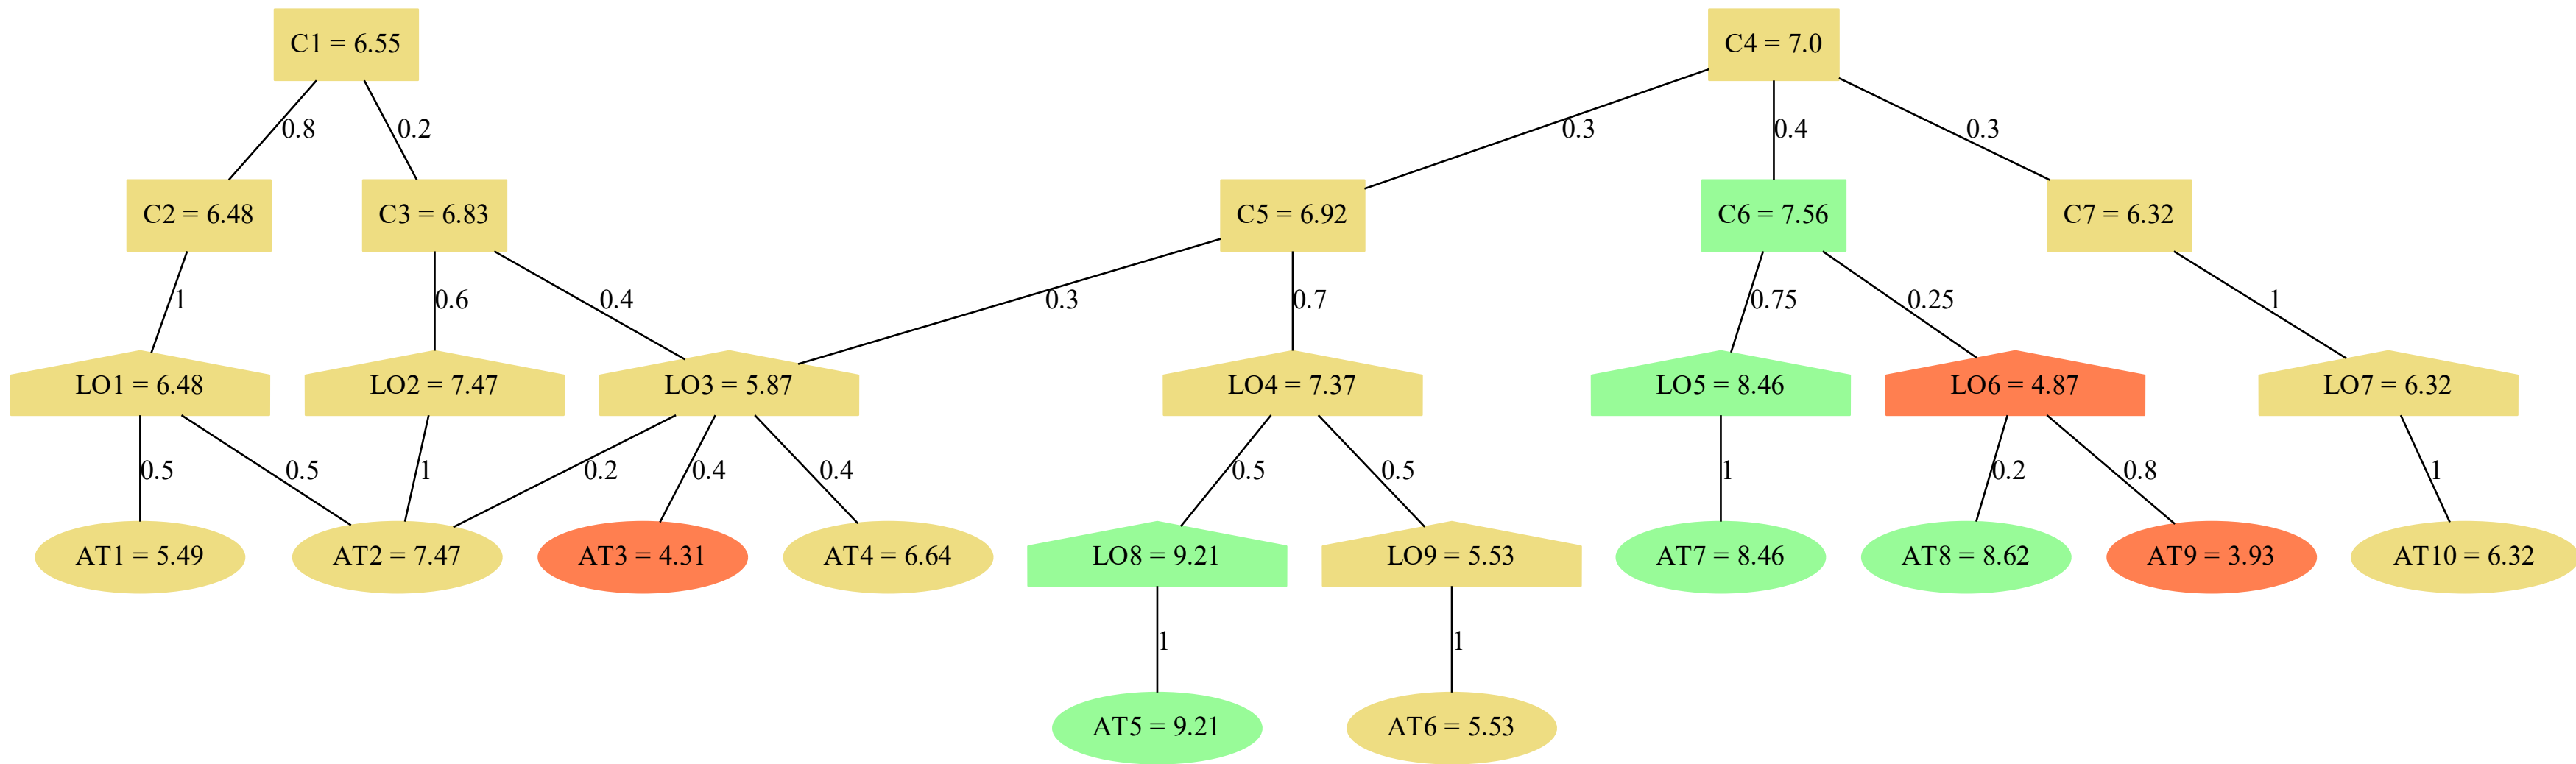 C1 = 6.55
C4 = 7.0
0.8
0.2
0.3
0.4
0.3
C2 = 6.48
C3 = 6.83
C5 = 6.92
C6 = 7.56
C7 = 6.32
1
0.6
0.4
0.3
0.7
0.75
0.25
1
LO1 = 6.48
LO2 = 7.47
LO3 = 5.87
LO4 = 7.37
LO5 = 8.46
LO6 = 4.87
LO7 = 6.32
0.5
0.5
1
0.2
0.4
0.4
0.5
0.5
1
0.2
0.8
1
AT1 = 5.49
AT2 = 7.47
AT3 = 4.31
AT4 = 6.64
LO8 = 9.21
LO9 = 5.53
AT7 = 8.46
AT8 = 8.62
AT9 = 3.93
AT10 = 6.32
1
1
AT5 = 9.21
AT6 = 5.53